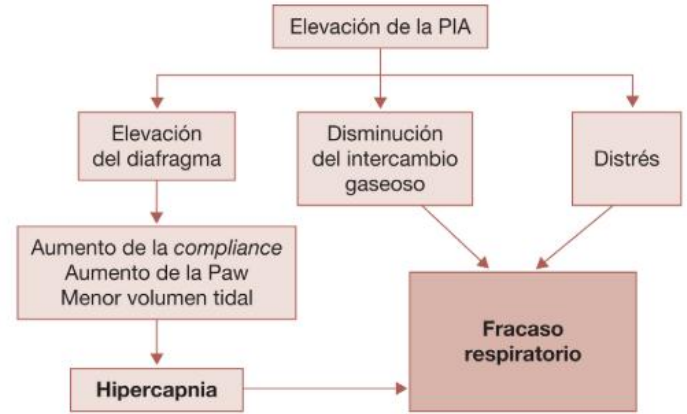 Elevación de la PIA
Elevación
del diafragma
Disminución
del intercambio
gaseoso
Distrés
Aumento de la compliance
Aumento de la Paw
Menor volumen tidal
Fracaso
respiratorio
Hipercapnia